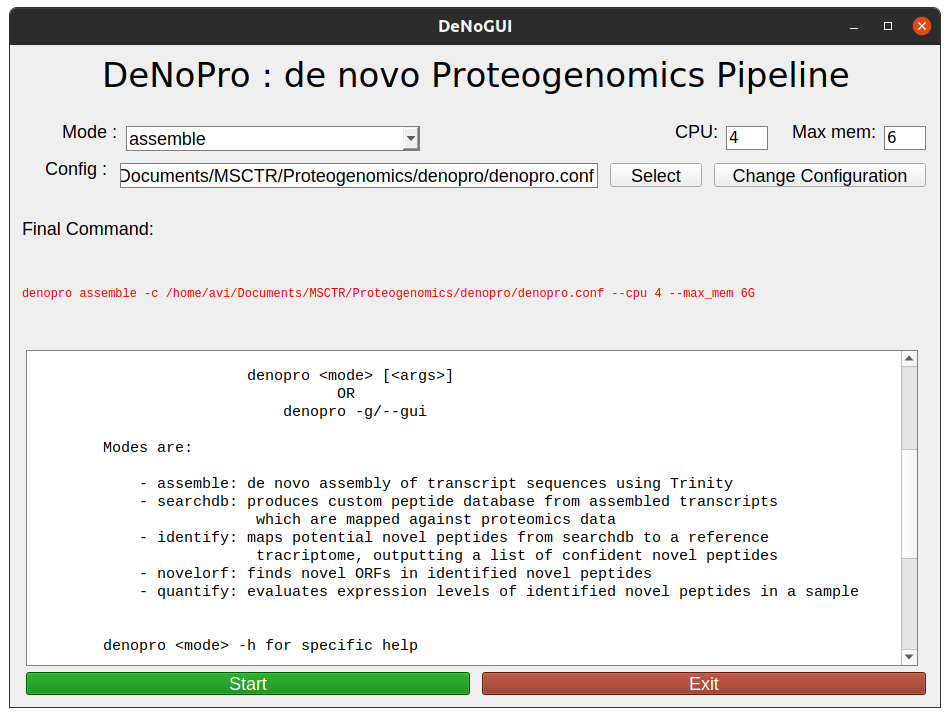 DeNoGUI
DeNoPro : de novo Proteogenomics Pipeline
Mode : assemble CPU: 4 Max mem: 6
Config : Documents/MSCTR/Proteogenomics/denopro/denopro.conf Select Change Configuration
Final Command:
denopro assemble -c /home/avi/Documents/MSCTR/Proteogenomics/denopro/denopro.conf --cpu 4 --max_mem 6G
denopro <mode> [<args>]
OR
denopro -g/--gui
Modes are:
- assemble: de novo assembly of transcript sequences using Trinity
- searchdb: produces custom peptide database from assembled transcripts
which are mapped against proteomics data
- identify: maps potential novel peptides from searchdb to a reference
tracriptome, outputting a list of confident novel peptides
- novelorf: finds novel ORFs in identified novel peptides
- quantify: evaluates expression levels of identified novel peptides in a sample
denopro <mode> -h for specific help
Start Exit